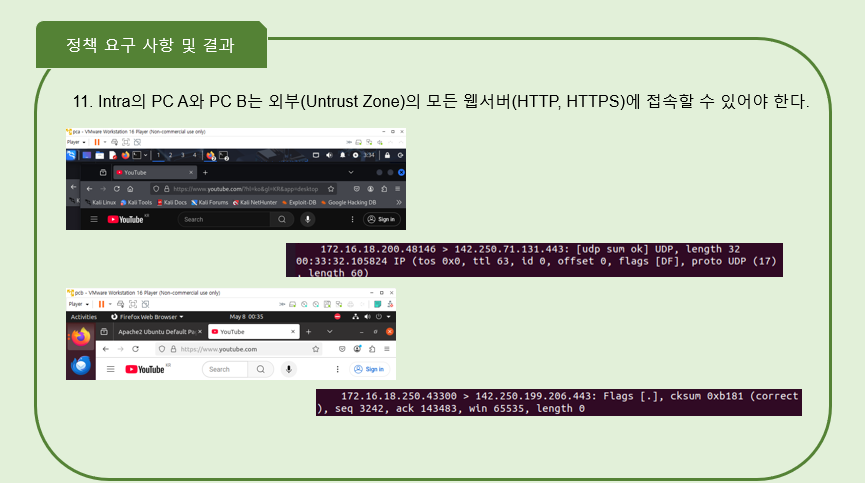 정책 요구 사항 및 결과
11. Intra의 PC A와 PC B는 외부(Untrust Zone)의 모든 웹서버(HTTP, HTTPS)에 접속할 수 있어야 한다.
pca - VMware Workstation 16 Player (Non-commercial use only)
Player
1 2 3 4
3:34
YouTube
https://www.youtube.com/?hl=ko&gl=KR&app=desktop
Kali Linux Kali Tools Kali Docs Kali Forums Kali NetHunter Exploit-DB Google Hacking DB
YouTube KR Search Sign in
172.16.18.200.48146 > 142.250.71.131.443: [udp sum ok] UDP, length 32
00:33:32.105824 IP (tos 0x0, ttl 63, id 0, offset 0, flags [DF], proto UDP (17)
, length 60)
pcb - VMware Workstation 16 Player (Non-commercial use only)
Player
Activities Firefox Web Browser May 8 00:35
Apache2 Ubuntu Default Pa YouTube
https://www.youtube.com
YouTube KR Search Sign in
172.16.18.250.43300 > 142.250.199.206.443: Flags [.], cksum 0xb181 (correct
), seq 3242, ack 143483, win 65535, length 0